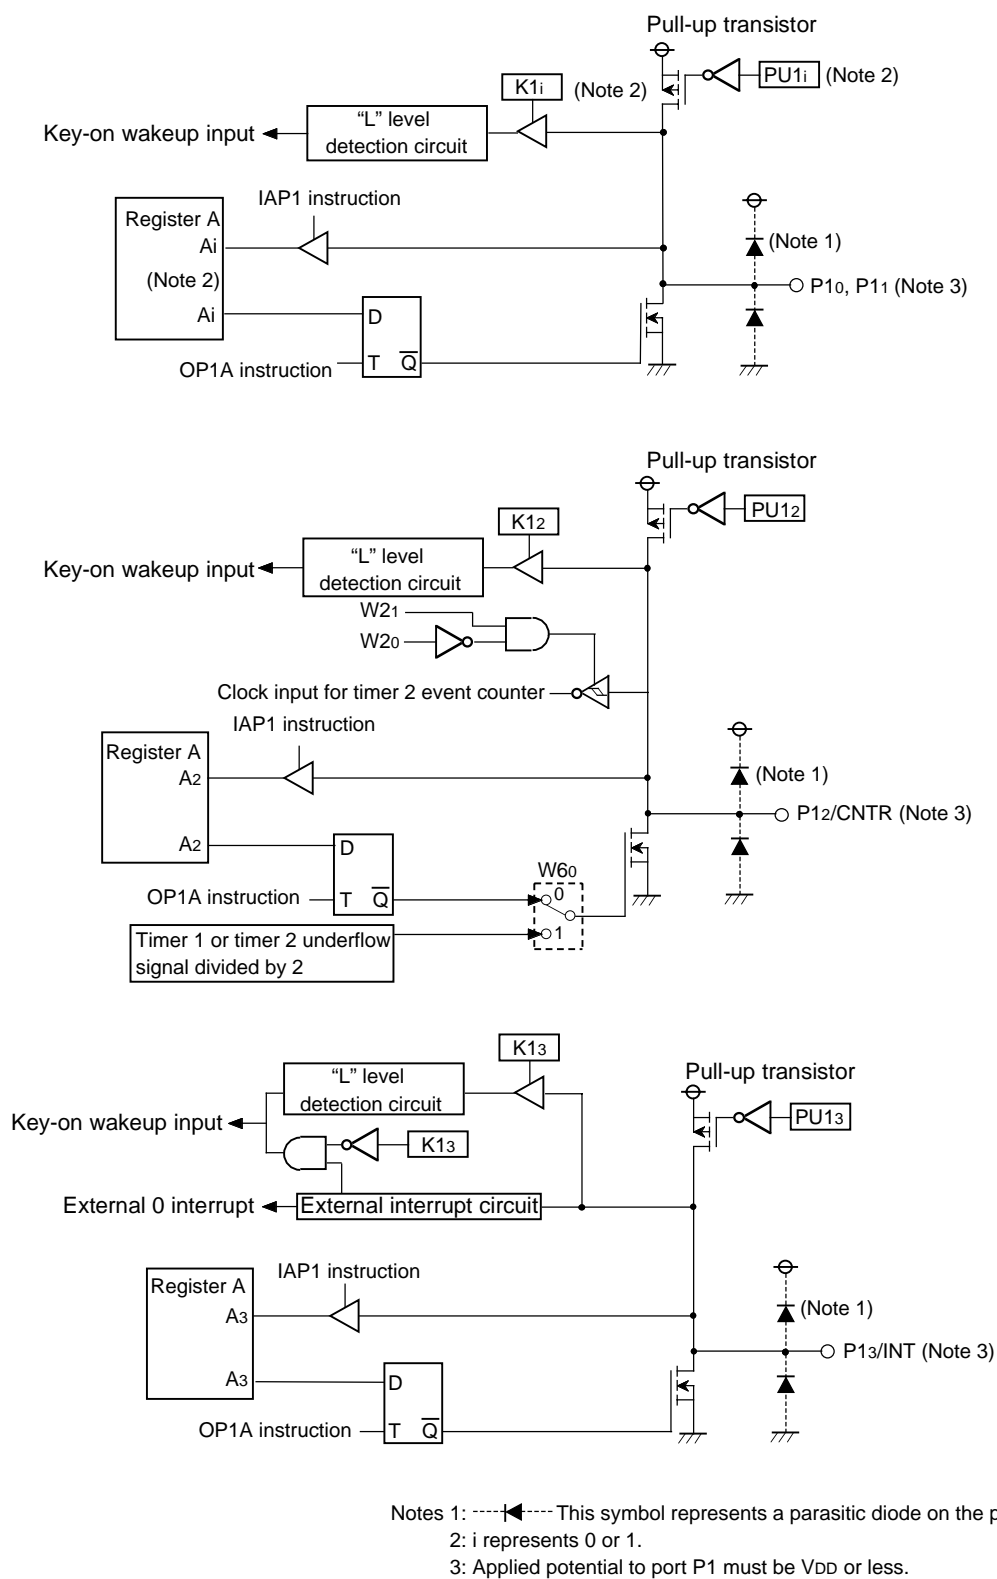 Pull-up transistor
K1i (Note 2) PU1i (Note 2)
Key-on wakeup input
“L” level
detection circuit
IAP1 instruction
Register A
Ai
(Note 2)
Ai
(Note 1)
P10, P11 (Note 3)
D
OP1A instruction
T Q
Pull-up transistor
K12 PU12
Key-on wakeup input
“L” level
detection circuit
W21
W20
Clock input for timer 2 event counter
IAP1 instruction
Register A
A2
(Note 1)
P12/CNTR (Note 3)
A2
D
W60
OP1A instruction
T Q
0
1
Timer 1 or timer 2 underflow
signal divided by 2
K13
Pull-up transistor
“L” level
detection circuit
Key-on wakeup input
K13
PU13
External 0 interrupt
External interrupt circuit
IAP1 instruction
Register A
A3
(Note 1)
P13/INT (Note 3)
A3
D
OP1A instruction
T Q
Notes 1: This symbol represents a parasitic diode on the
2: i represents 0 or 1.
3: Applied potential to port P1 must be VDD or less.